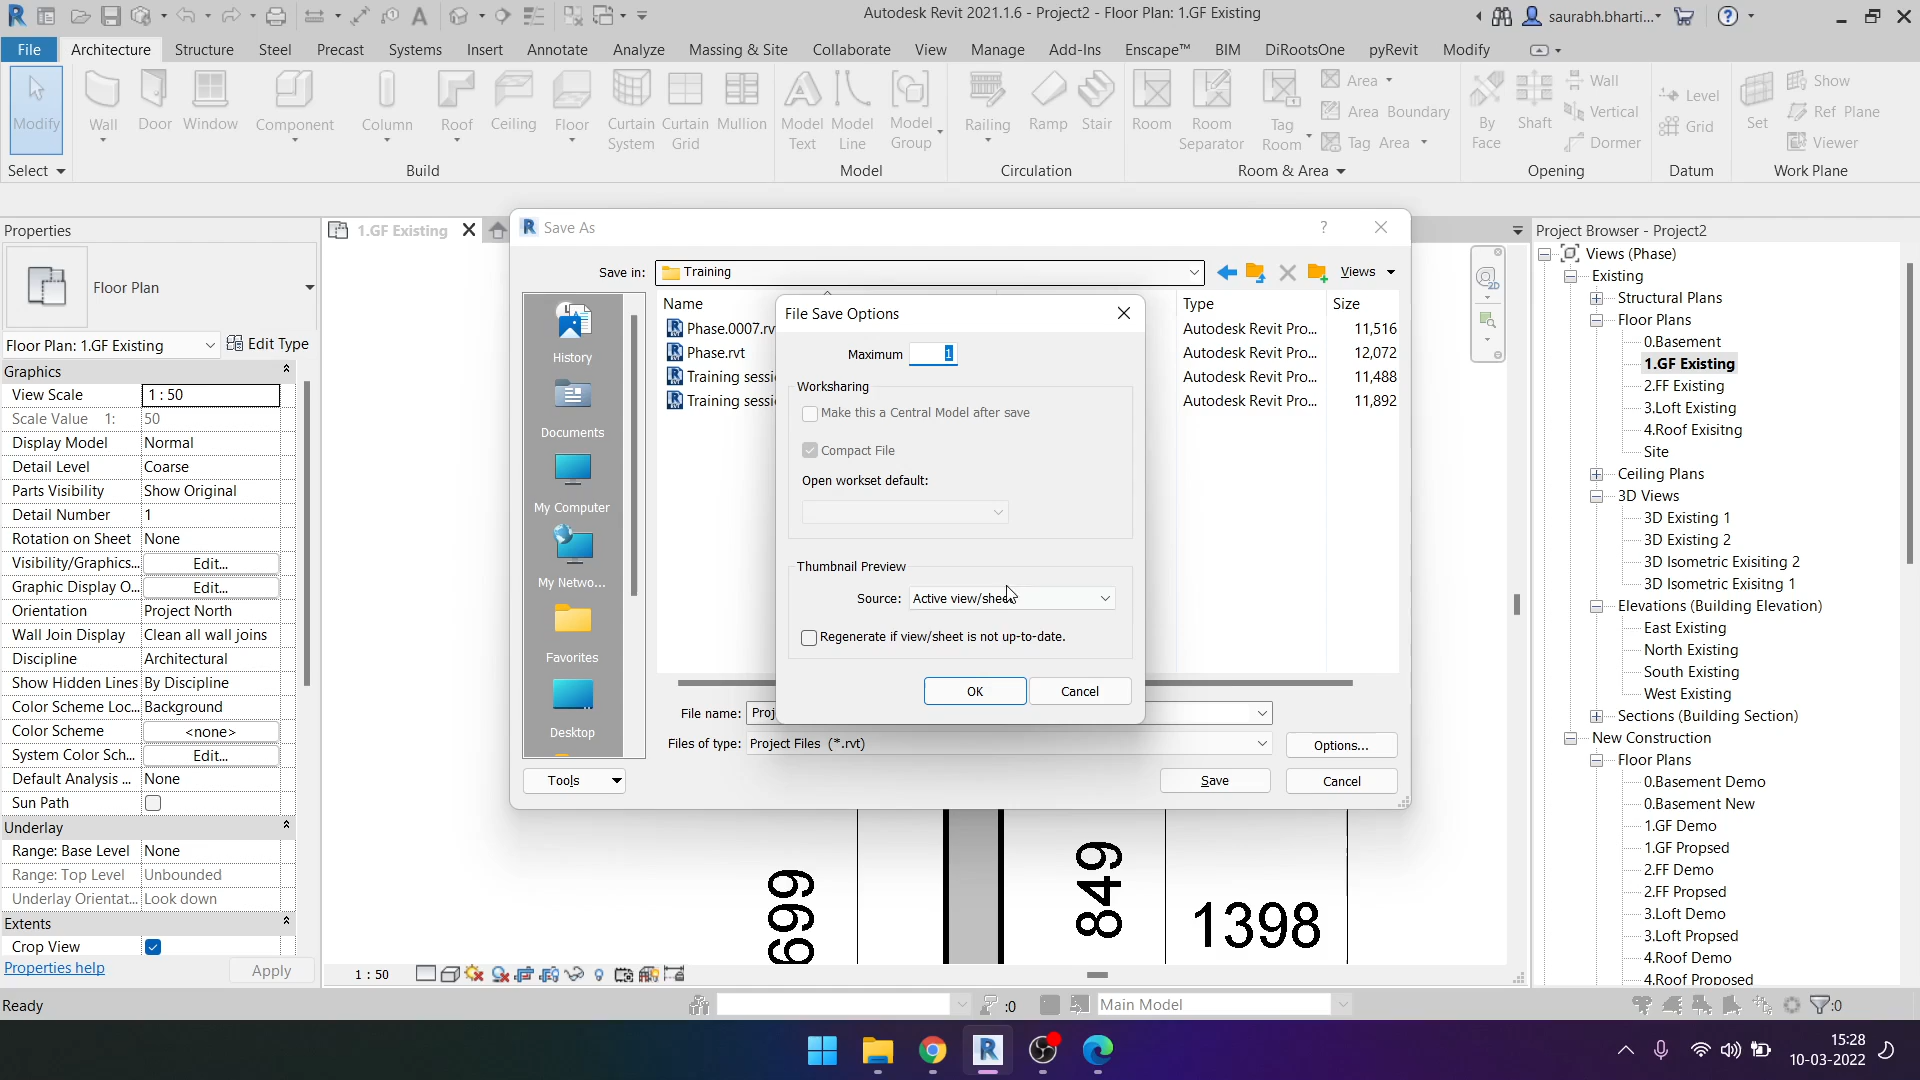 Autodesk Revit 2021.1.6 - Project2 - Floor Plan: 1.GF Existing
saurabh.bharti...
File Architecture Structure Steel Precast Systems Insert Annotate Analyze Massing & Site Collaborate View Manage Add-Ins Enscape™ BIM DiRootsOne pyRevit Modify
Modify Wall Door Window Component Column Roof Ceiling Floor Curtain System Curtain Grid Mullion Model Text Model Line Model Group Railing Ramp Stair Room Room Separator Tag Room
Area
Area Boundary
Tag Area
By Face Shaft
Wall
Vertical
Dormer
Level
Grid
Set
Show
Ref Plane
Viewer
Select Build Model Circulation Room & Area Opening Datum Work Plane
Properties
Floor Plan
Floor Plan: 1.GF Existing Edit Type
Graphics
View Scale 1 : 50
Scale Value 1: 50
Display Model Normal
Detail Level Coarse
Parts Visibility Show Original
Detail Number 1
Rotation on Sheet None
Visibility/Graphics... Edit...
Graphic Display O... Edit...
Orientation Project North
Wall Join Display Clean all wall joins
Discipline Architectural
Show Hidden Lines By Discipline
Color Scheme Loc... Background
Color Scheme <none>
System Color Sch... Edit...
Default Analysis ... None
Sun Path
Underlay
Range: Base Level None
Range: Top Level Unbounded
Underlay Orientat... Look down
Extents
Crop View
Properties help Apply
1.GF Existing
Save As
Save in: Training Views
History
Documents
My Computer
My Netwo...
Favorites
Desktop
Name Type Size
Phase.0007.rv Autodesk Revit Pro... 11,516
Phase.rvt Autodesk Revit Pro... 12,072
Training sessi Autodesk Revit Pro... 11,488
Training sessi Autodesk Revit Pro... 11,892
File name: Proj
Files of type: Project Files (*.rvt) Options...
Tools Save Cancel
File Save Options
Maximum 1
Worksharing
Make this a Central Model after save
Compact File
Open workset default:
Thumbnail Preview
Source: Active view/sheet
Regenerate if view/sheet is not up-to-date.
OK Cancel
699
849
1398
2D
Project Browser - Project2
Views (Phase)
Existing
Structural Plans
Floor Plans
0.Basement
1.GF Existing
2.FF Existing
3.Loft Existing
4.Roof Exisitng
Site
Ceiling Plans
3D Views
3D Existing 1
3D Existing 2
3D Isometric Exisiting 2
3D Isometric Exisitng 1
Elevations (Building Elevation)
East Existing
North Existing
South Existing
West Existing
Sections (Building Section)
New Construction
Floor Plans
0.Basement Demo
0.Basement New
1.GF Demo
1.GF Propsed
2.FF Demo
2.FF Propsed
3.Loft Demo
3.Loft Propsed
4.Roof Demo
4.Roof Proposed
1 : 50
Ready :0 Main Model :0
15:28
10-03-2022